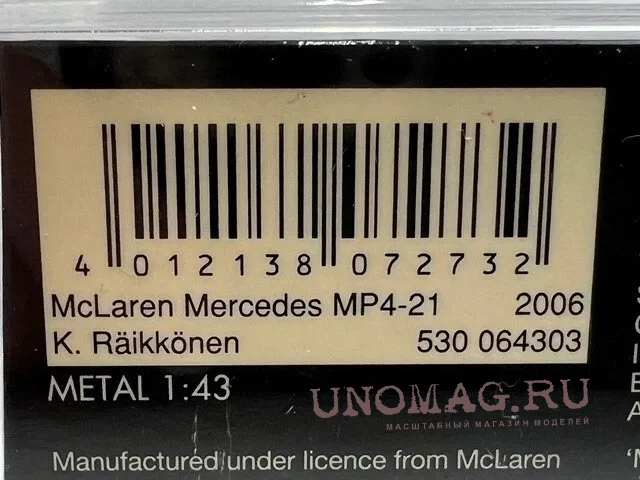 4 012138 072732
McLaren Mercedes MP4-21 2006
K. Räikkönen 530 064303
METAL 1:43
UNOMAG.RU
МАСШТАБНЫЙ МАГАЗИН МОДЕЛЕЙ
Manufactured under licence from McLaren